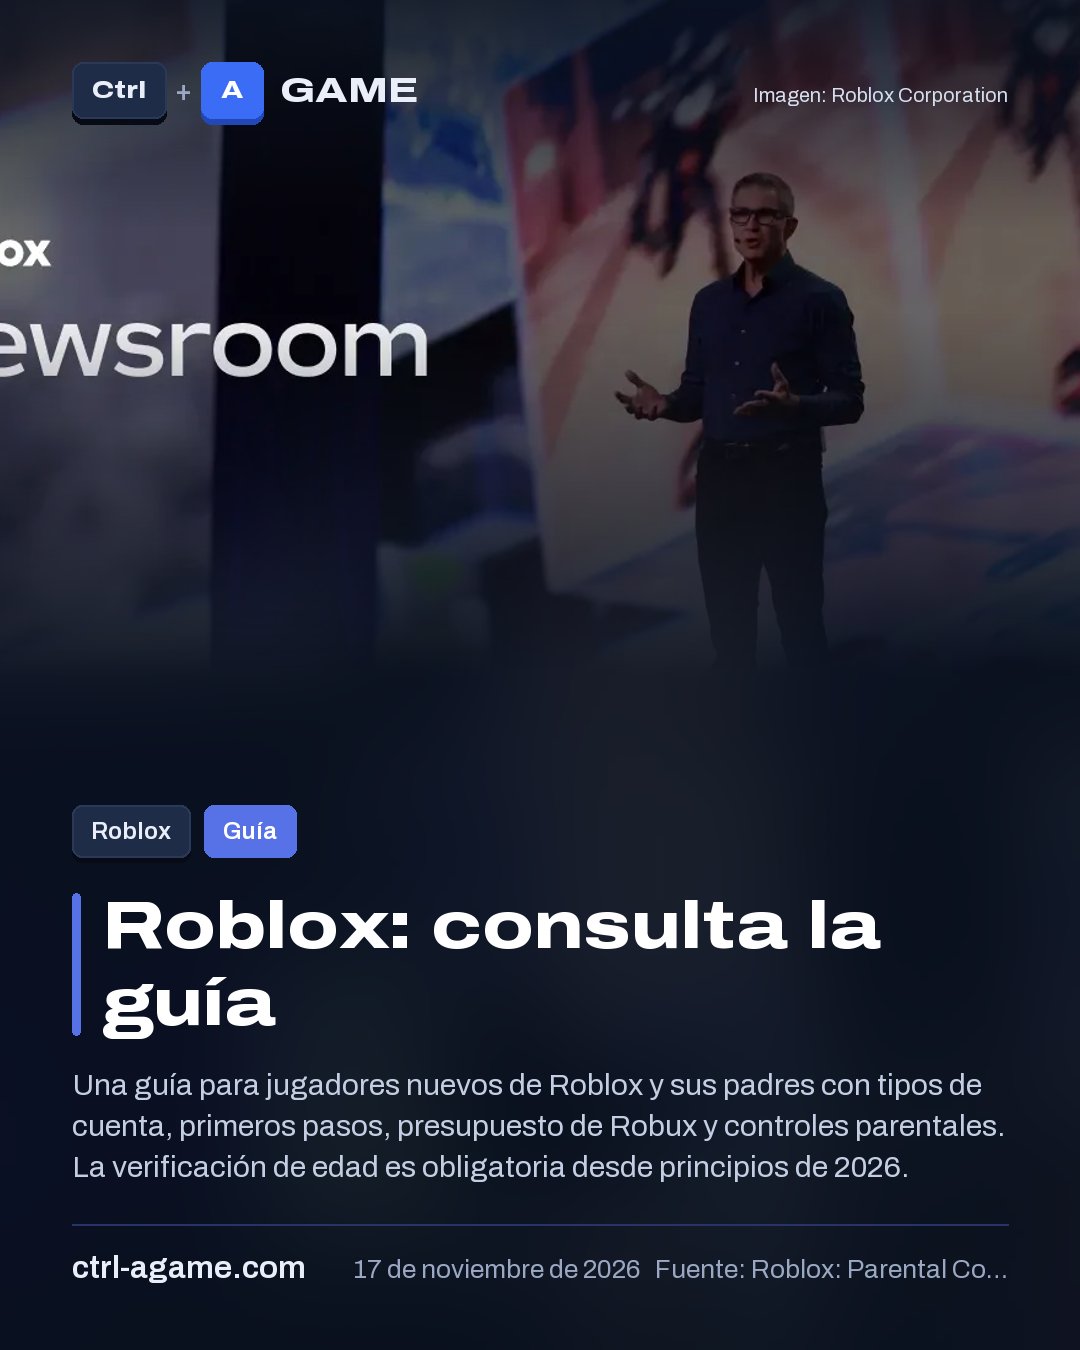 Ctrl + A GAME
Imagen: Roblox Corporation
ox
ewsroom
Roblox
Guía
Roblox: consulta la
guía
Una guía para jugadores nuevos de Roblox y sus padres con tipos de
cuenta, primeros pasos, presupuesto de Robux y controles parentales.
La verificación de edad es obligatoria desde principios de 2026.
ctrl-agame.com
17 de noviembre de 2026
Fuente: Roblox: Parental Co...